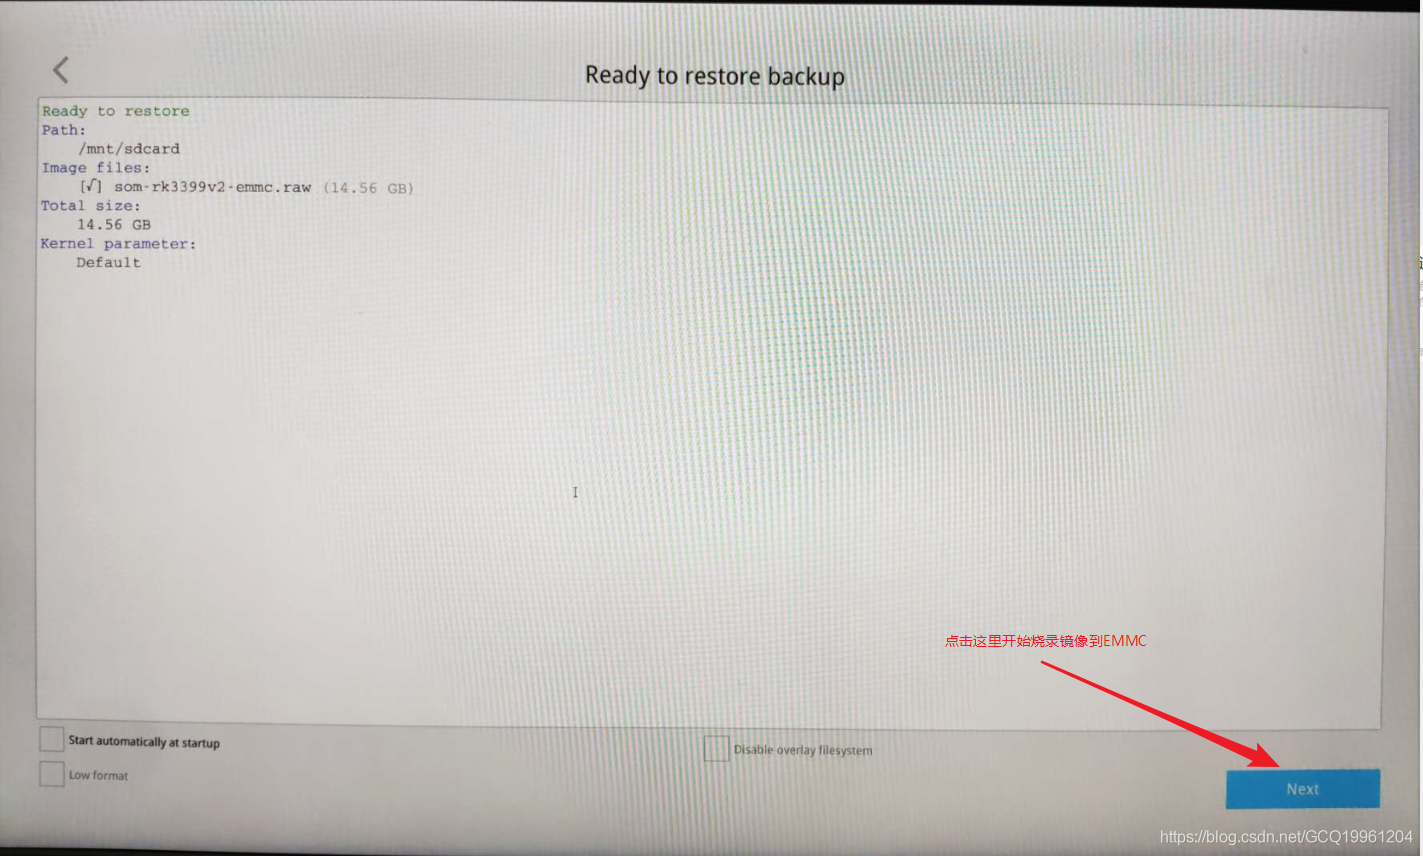 Ready to restore backup
Ready to restore
Path:
/mnt/sdcard
Image files:
[√] som-rk3399v2-emmc.raw (14.56 GB)
Total size:
14.56 GB
Kernel parameter:
Default
点击这里开始烧录镜像到EMMC
Start automatically at startup
Disable overlay filesystem
Low format
Next
https://blog.csdn.net/GCQ19961204